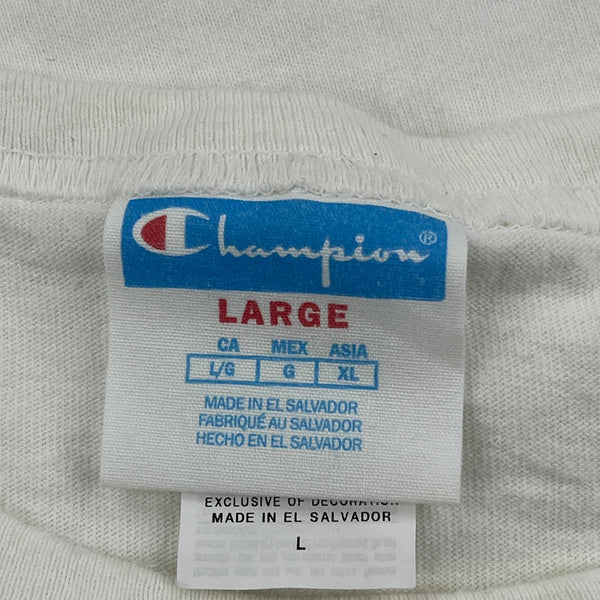 Champion®
LARGE
CA MEX ASIA
L/G G XL
MADE IN EL SALVADOR
FABRIQUÉ AU SALVADOR
HECHO EN EL SALVADOR
EXCLUSIVE OF DECORATION
MADE IN EL SALVADOR
L